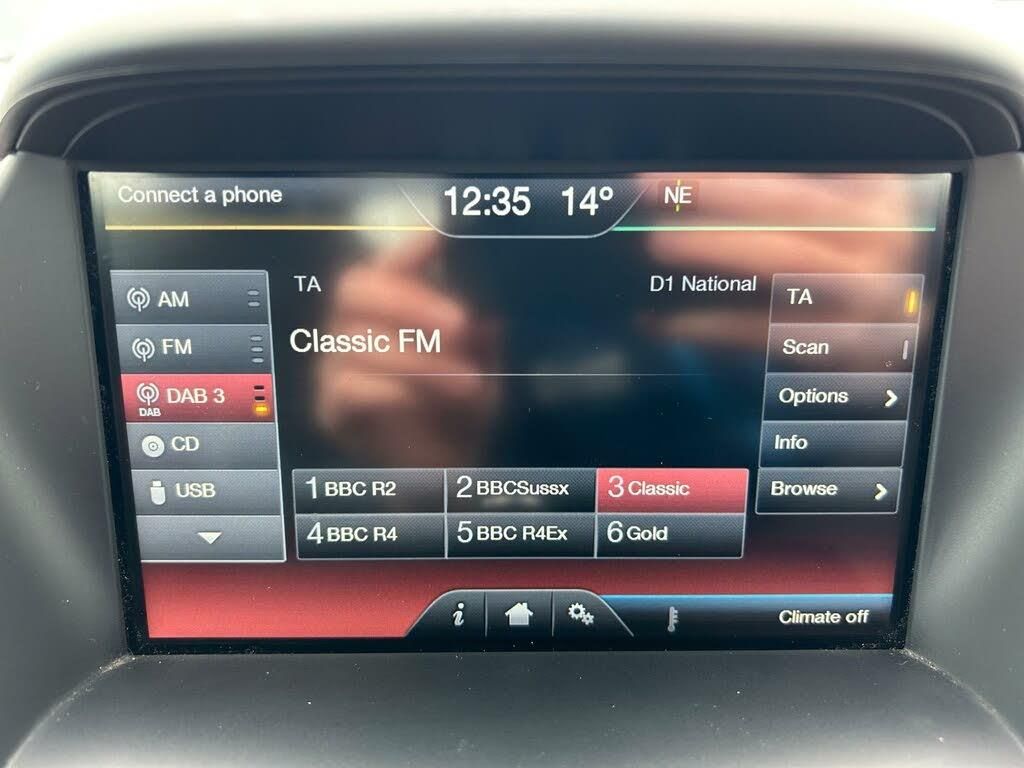 Connect a phone
12:35 14° NE
AM
FM
DAB 3
DAB
CD
USB
TA
D1 National
Classic FM
1 BBC R2
2 BBCSussx
3 Classic
4 BBC R4
5 BBC R4Ex
6 Gold
TA
Scan
Options
Info
Browse
i
Climate off